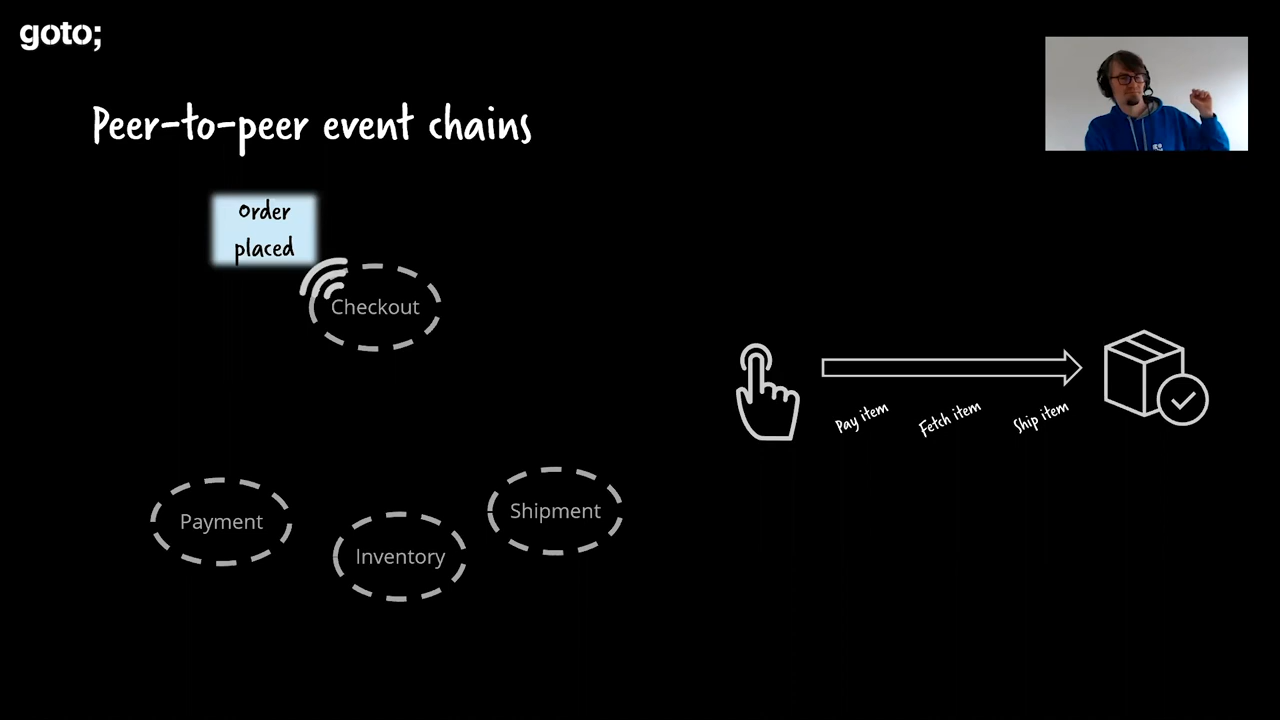 goto;
Peer-to-peer event chains
Order
placed
Checkout
Pay item
Fetch item
Ship item
Payment
Inventory
Shipment